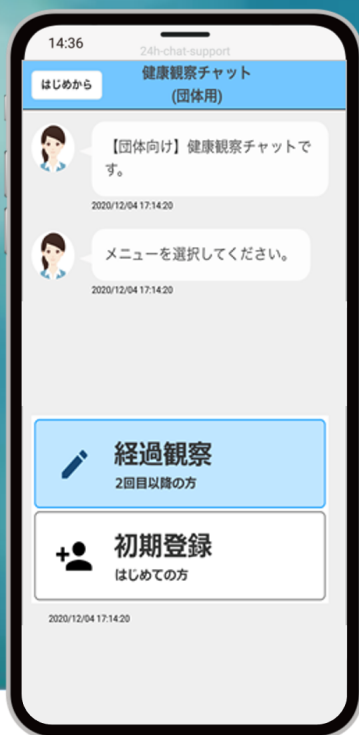 14:36
24h-chat-support
はじめから
健康観察チャット
(団体用)
【団体向け】健康観察チャットで
す。
2020/12/04 17:14:20
メニューを選択してください。
2020/12/04 17:14:20
経過観察
2回目以降の方
初期登録
はじめての方
2020/12/04 17:14:20